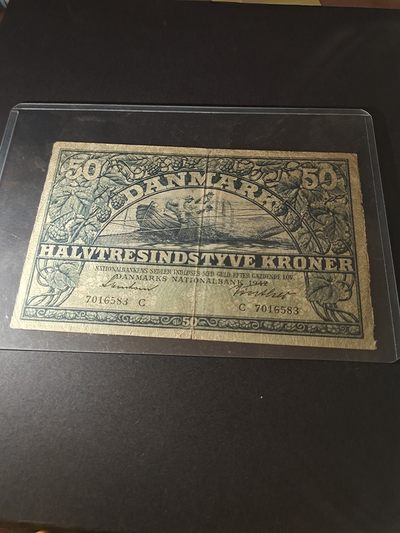 50 50
DANMARK
HALVTRESINDSTYVE KRONER
NATIONALBANKENS SEDLER INDLØSES MED GULD EFTER GÆLDENDE LOV.
DANMARKS NATIONALBANK 1942
7016583 C C 7016583
50